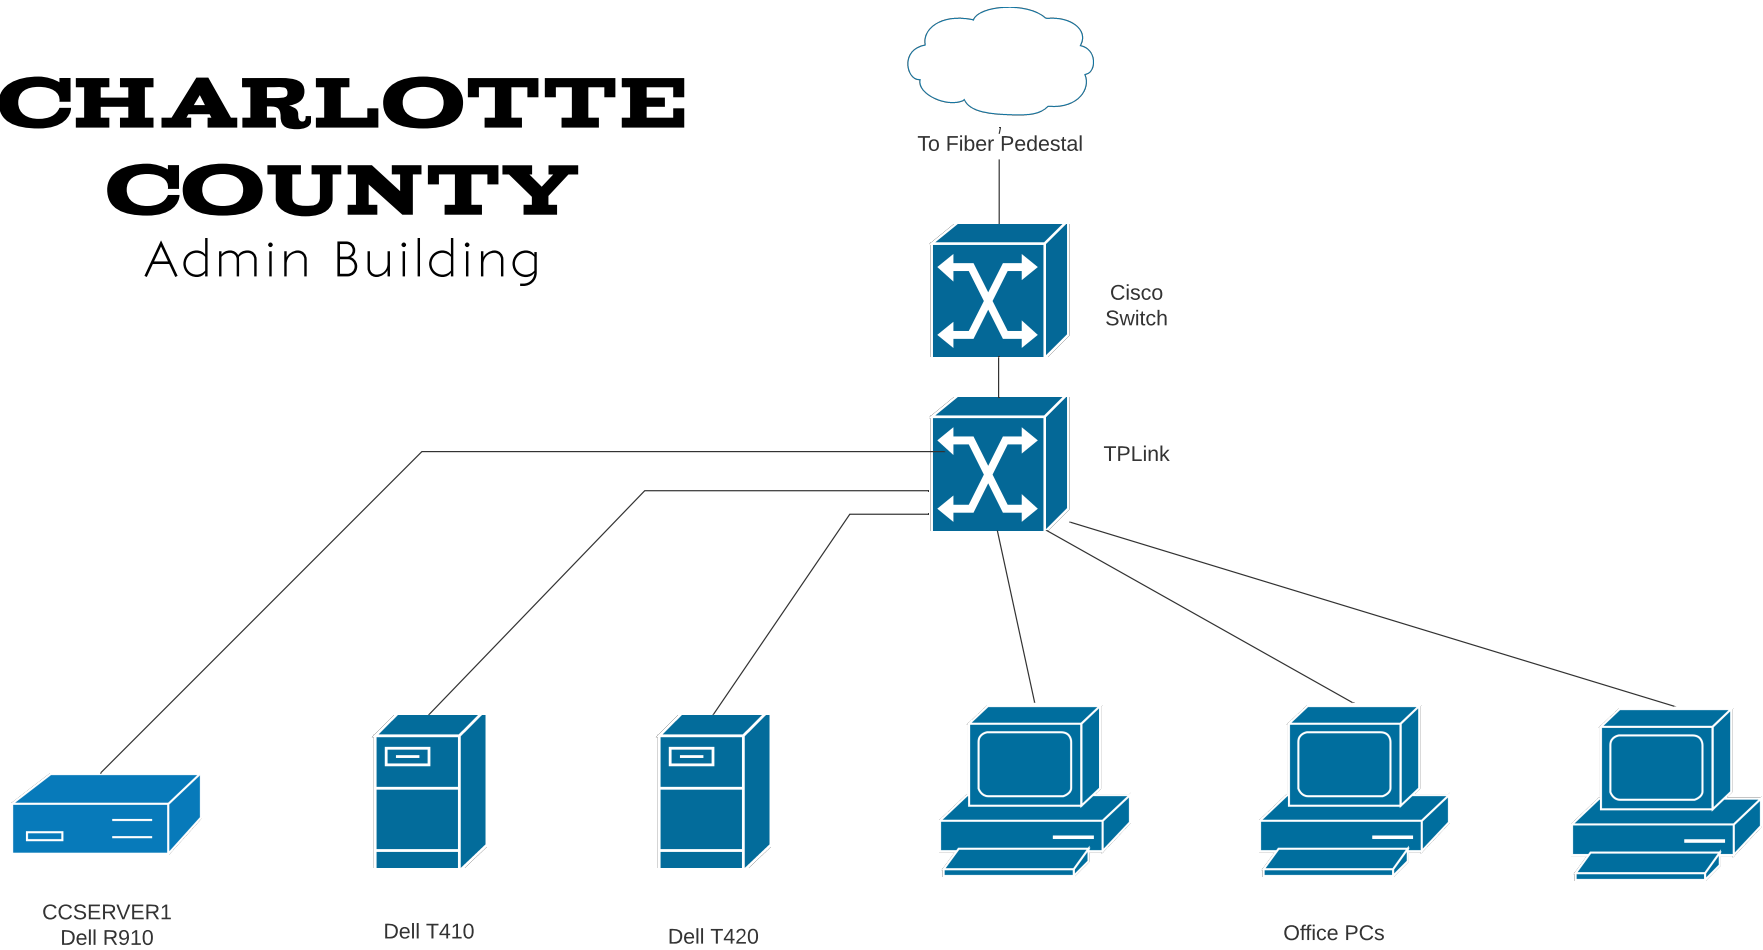 CHARLOTTE
COUNTY
Admin Building
To Fiber Pedestal
Cisco
Switch
TPLink
CCSERVER1
Dell R910
Dell T410
Dell T420
Office PCs